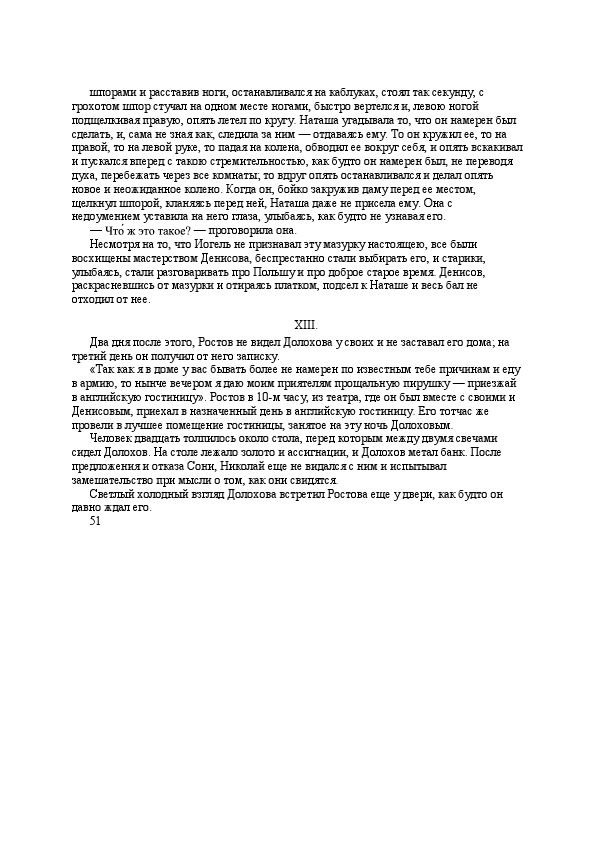 шпорами и расставив ноги, останавливался на каблуках, стоял так секунду, с
грохотом шпор стучал на одном месте ногами, быстро вертелся и, левою ногой
подщелкивая правую, опять летел по кругу. Наташа угадывала то, что он намерен был
сделать, и, сама не зная как, следила за ним — отдаваясь ему. То он кружил ее, то на
правой, то на левой руке, то падая на колена, обводил ее вокруг себя, и опять вскакивал
и пускался вперед с такою стремительностью, как будто он намерен был, не переводя
духа, перебежать через все комнаты; то вдруг опять останавливался и делал опять
новое и неожиданное колено. Когда он, бойко закружив даму перед ее местом,
щелкнул шпорой, кланяясь перед ней, Наташа даже не присела ему. Она с
недоумением уставила на него глаза, улыбаясь, как будто не узнавая его.
— Что́ ж это такое? — проговорила она.
Несмотря на то, что Иогель не признавал эту мазурку настоящею, все были
восхищены мастерством Денисова, беспрестанно стали выбирать его, и старики,
улыбаясь, стали разговаривать про Польшу и про доброе старое время. Денисов,
раскрасневшись от мазурки и отираясь платком, подсел к Наташе и весь бал не
отходил от нее.
XIII.
Два дня после этого, Ростов не видел Долохова у своих и не заставал его дома; на
третий день он получил от него записку.
«Так как я в доме у вас бывать более не намерен по известным тебе причинам и еду
в армию, то нынче вечером я даю моим приятелям прощальную пирушку — приезжай
в английскую гостиницу». Ростов в 10-м часу, из театра, где он был вместе с своими и
Денисовым, приехал в назначенный день в английскую гостиницу. Его тотчас же
провели в лучшее помещение гостиницы, занятое на эту ночь Долоховым.
Человек двадцать толпилось около стола, перед которым между двумя свечами
сидел Долохов. На столе лежало золото и ассигнации, и Долохов метал банк. После
предложения и отказа Сони, Николай еще не видался с ним и испытывал
замешательство при мысли о том, как они свидятся.
Светлый холодный взгляд Долохова встретил Ростова еще у двери, как будто он
давно ждал его.
51